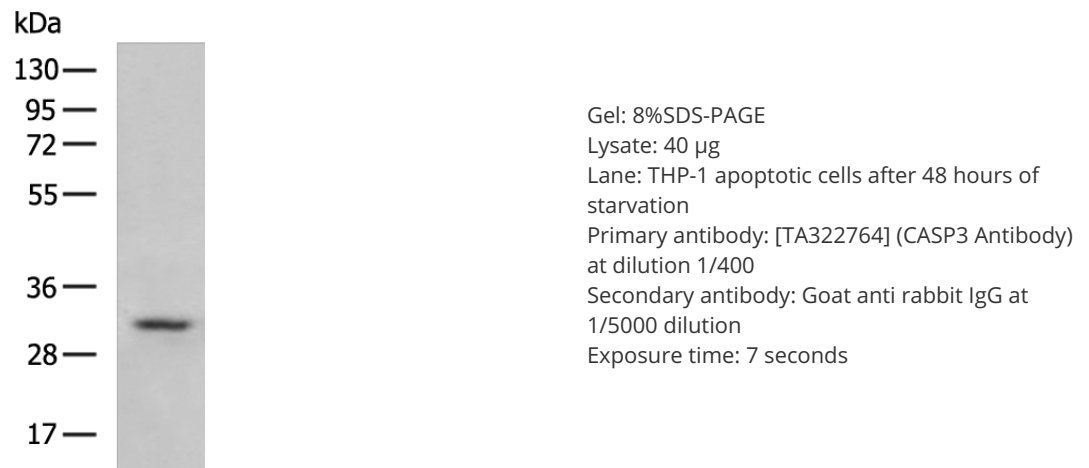 kDa
130
95
72
55
36
28
17
Gel: 8%SDS-PAGE
Lysate: 40 µg
Lane: THP-1 apoptotic cells after 48 hours of
starvation
Primary antibody: [TA322764] (CASP3 Antibody)
at dilution 1/400
Secondary antibody: Goat anti rabbit IgG at
1/5000 dilution
Exposure time: 7 seconds